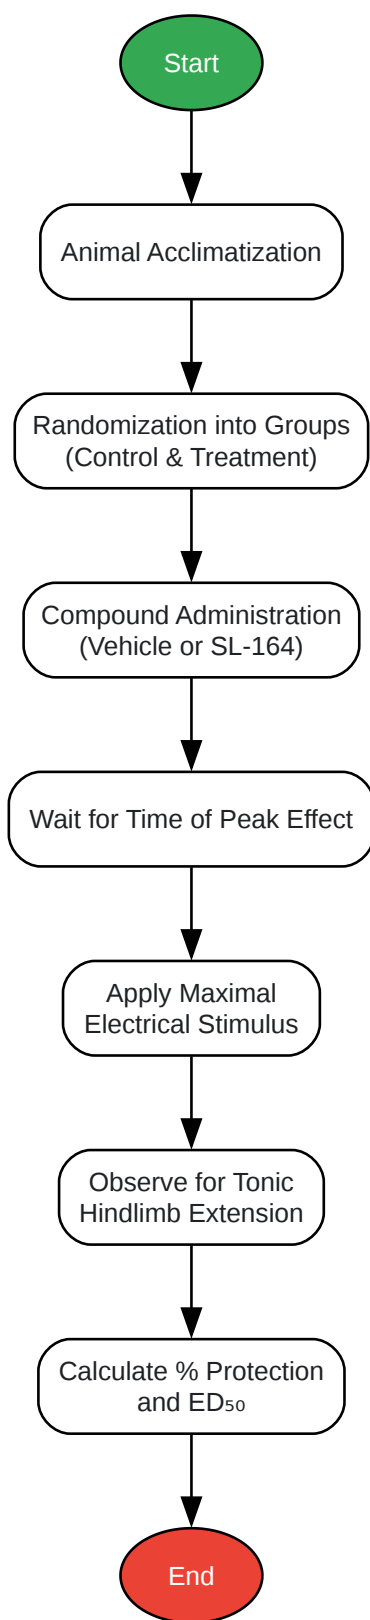 Start
Animal Acclimatization
Randomization into Groups
(Control & Treatment)
Compound Administration
(Vehicle or SL-164)
Wait for Time of Peak Effect
Apply Maximal
Electrical Stimulus
Observe for Tonic
Hindlimb Extension
Calculate % Protection
and ED₅₀
End